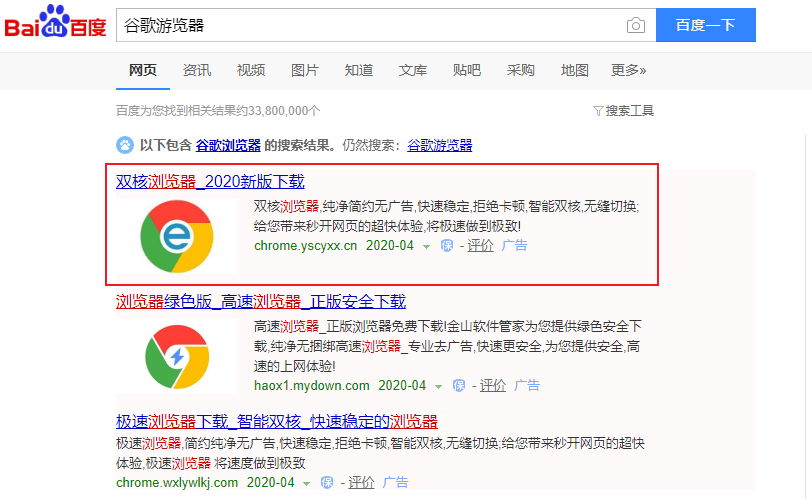 Bai du 百度 谷歌游览器 百度一下
网页 资讯 视频 图片 知道 文库 贴吧 采购 地图 更多»
百度为您找到相关结果约33,800,000个 搜索工具
以下包含 谷歌浏览器 的搜索结果。仍然搜索: 谷歌游览器
双核浏览器_2020新版下载
双核浏览器,纯净简约无广告,快速稳定,拒绝卡顿,智能双核,无缝切换;
给您带来秒开网页的超快体验,将极速做到极致!
chrome.yscyxx.cn 2020-04 保 - 评价 广告
浏览器绿色版_高速浏览器_正版安全下载
高速浏览器_正版浏览器免费下载!金山软件管家为您提供绿色安全下
载,纯净无捆绑高速浏览器_专业去广告,快速更安全,为您提供安全,高
速的上网体验!
haox1.mydown.com 2020-04 保 - 评价 广告
极速浏览器下载_智能双核_快速稳定的浏览器
极速浏览器,简约纯净无广告,快速稳定,拒绝卡顿,智能双核,无缝切换;给您带来秒开网页的超快
体验,极速浏览器 将速度做到极致
chrome.wxlywlkj.com 2020-04 保 - 评价 广告